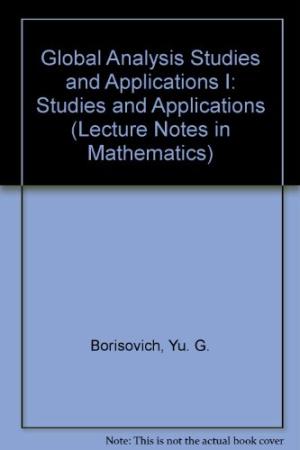 Global Analysis Studies
and Applications I:
Studies and Applications
(Lecture Notes in
Mathematics)
Borisovich, Yu. G.
Note: This is not the actual book cover